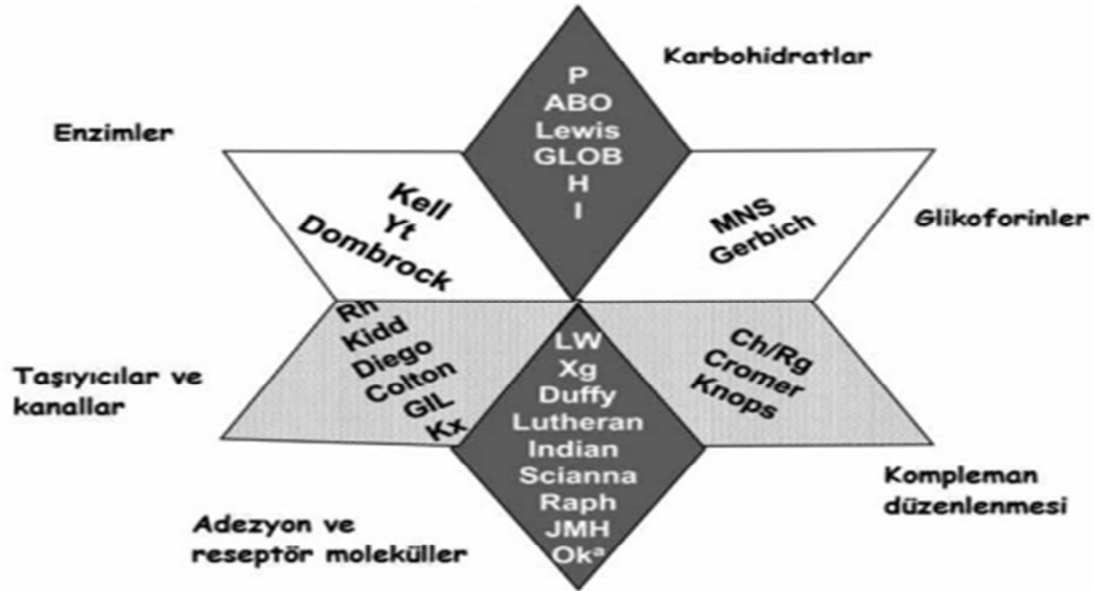 Karbohidratlar
P
ABO
Lewis
GLOB
H
I
Enzimler
Kell
Yt
Dombrock
MNS
Gerbich
Glikoforinler
Taşıyıcılar ve
kanallar
Rh
Kidd
Diego
Colton
GIL
Kx
LW
Xg
Duffy
Lutheran
Indian
Scianna
Raph
JMH
Okª
Ch/Rg
Cromer
Knops
Kompleman
düzenlenmesi
Adezyon ve
reseptör moleküller